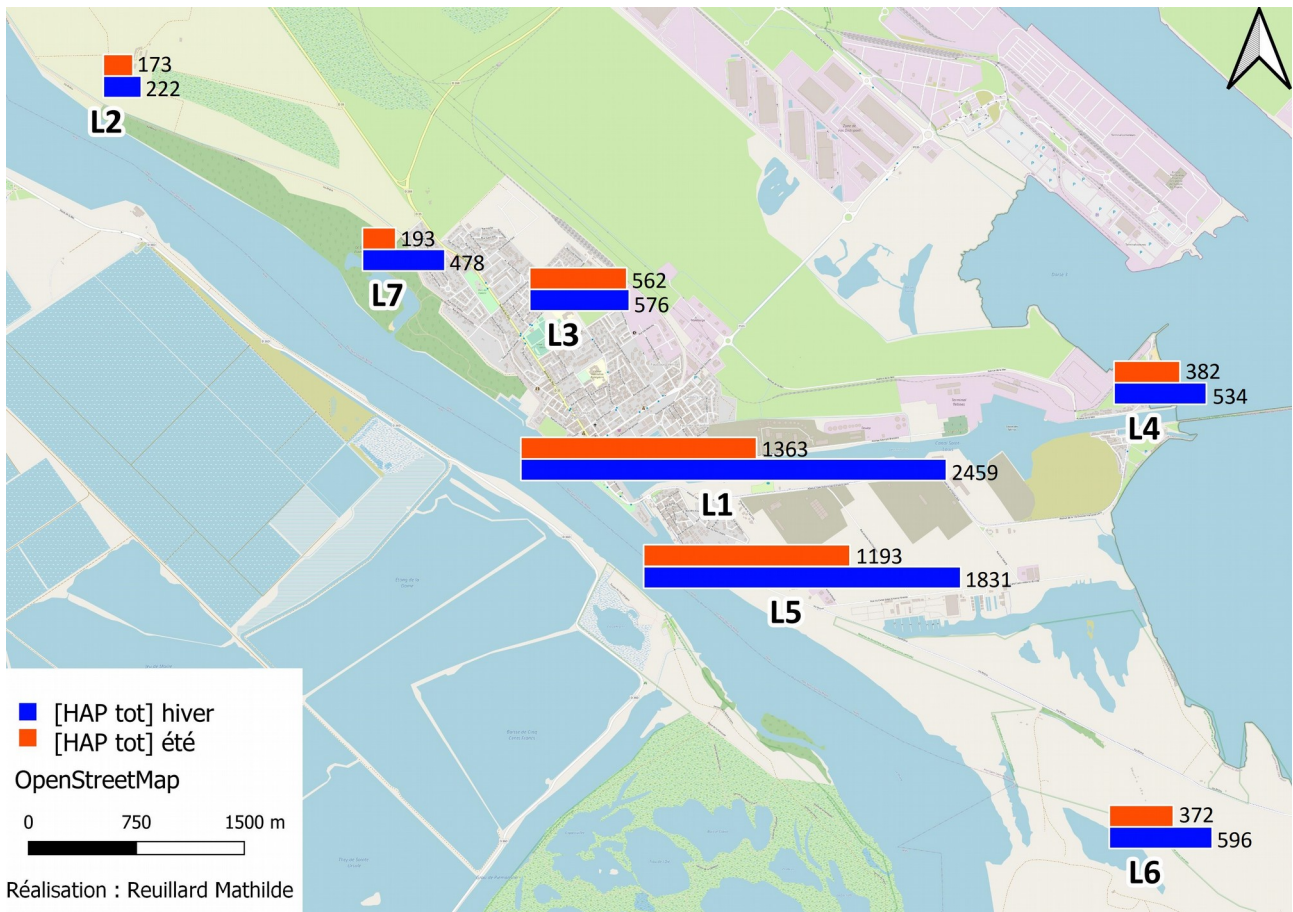 173
222
L2
193
478
L7
562
576
L3
382
534
L4
1363
2459
L1
1193
1831
L5
372
596
L6
[HAP tot] hiver
[HAP tot] été
OpenStreetMap
0 750 1500 m
Réalisation : Reuillard Mathilde